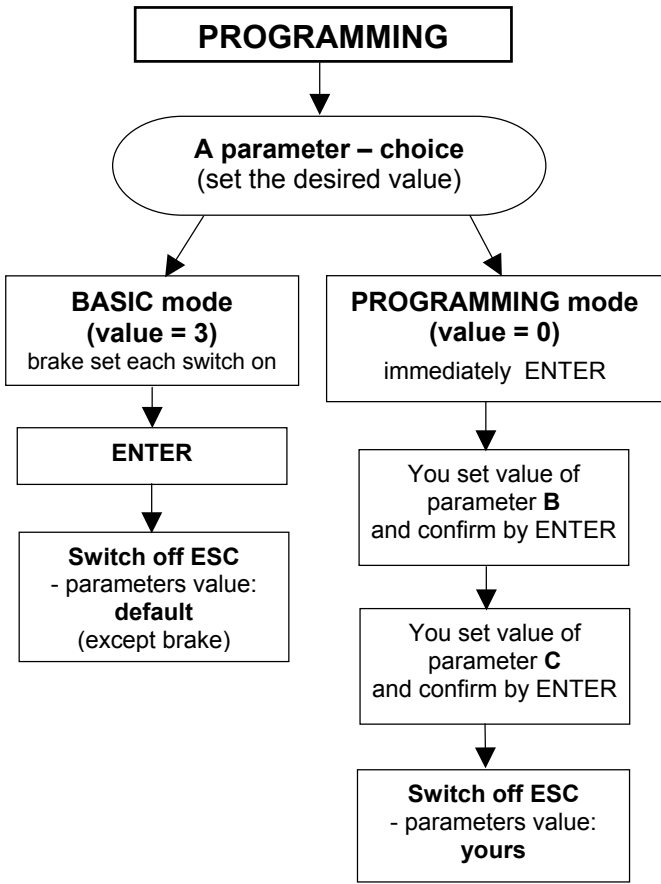 PROGRAMMING
A parameter – choice
(set the desired value)
BASIC mode
(value = 3)
brake set each switch on
ENTER
Switch off ESC
- parameters value:
default
(except brake)
PROGRAMMING mode
(value = 0)
immediately ENTER
You set value of
parameter B
and confirm by ENTER
You set value of
parameter C
and confirm by ENTER
Switch off ESC
- parameters value:
yours